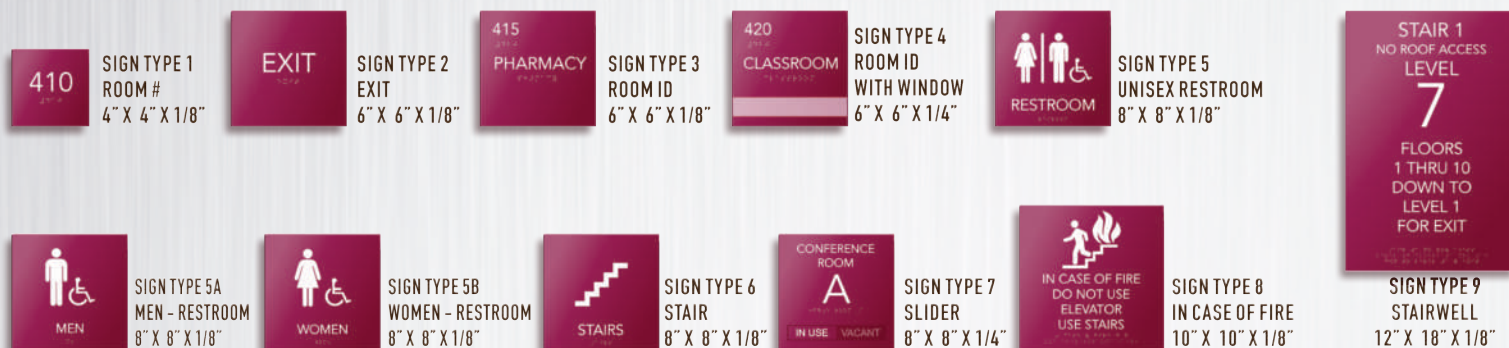 410
SIGN TYPE 1
ROOM #
4" X 4" X 1/8"
EXIT
SIGN TYPE 2
EXIT
6" X 6" X 1/8"
415
PHARMACY
SIGN TYPE 3
ROOM ID
6" X 6" X 1/8"
420
CLASSROOM
SIGN TYPE 4
ROOM ID
WITH WINDOW
6" X 6" X 1/4"
RESTROOM
SIGN TYPE 5
UNISEX RESTROOM
8" X 8" X 1/8"
STAIR 1
NO ROOF ACCESS
LEVEL
7
FLOORS
1 THRU 10
DOWN TO
LEVEL 1
FOR EXIT
SIGN TYPE 9
STAIRWELL
12" X 18" X 1/8"
MEN
SIGN TYPE 5A
MEN - RESTROOM
8" X 8" X 1/8"
WOMEN
SIGN TYPE 5B
WOMEN - RESTROOM
8" X 8" X 1/8"
STAIRS
SIGN TYPE 6
STAIR
8" X 8" X 1/8"
CONFERENCE
ROOM
A
IN USE VACANT
SIGN TYPE 7
SLIDER
8" X 8" X 1/4"
IN CASE OF FIRE
DO NOT USE
ELEVATOR
USE STAIRS
SIGN TYPE 8
IN CASE OF FIRE
10" X 10" X 1/8"